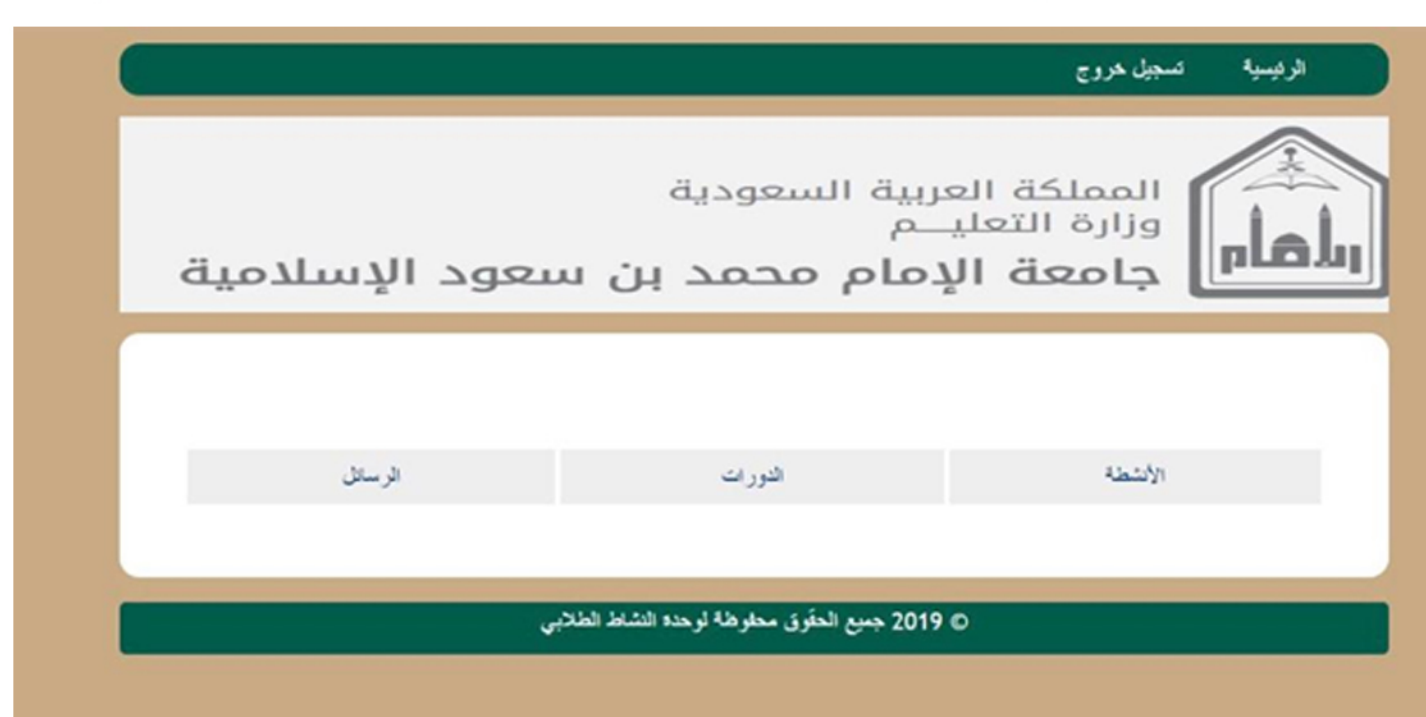 الرئيسية تسجيل خروج
المملكة العربية السعودية
وزارة التعليــم
جامعة الإمام محمد بن سعود الإسلامية
الإمام
الأنشطة الدورات الرسائل
© 2019 جميع الحقوق محفوظة لوحدة النشاط الطلابي